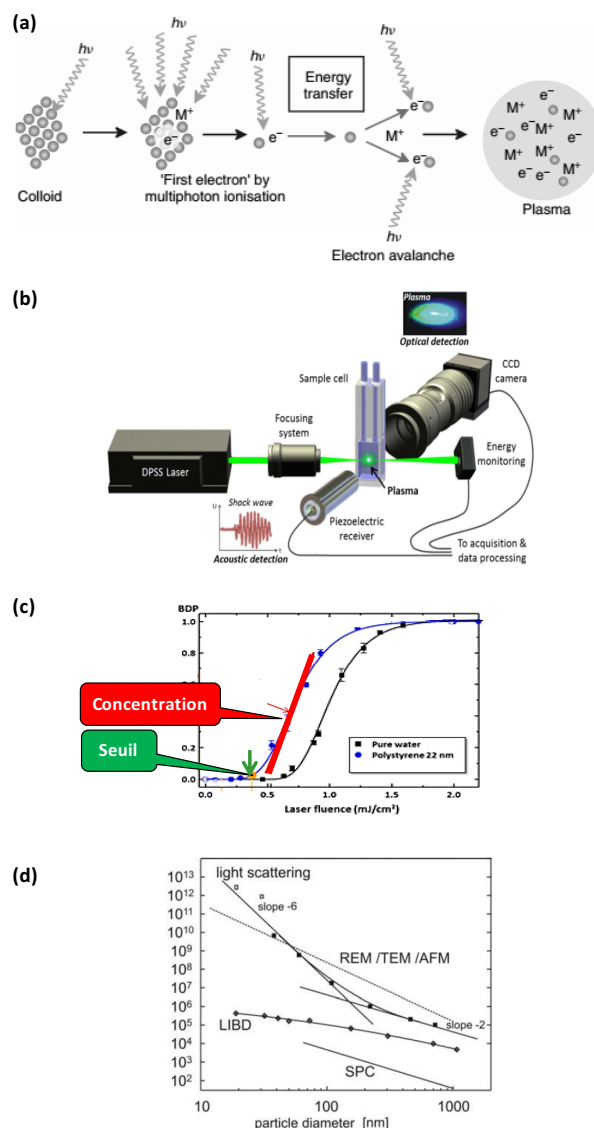 (a)
hν
hν
hν
hν
hν
hν
Energy
transfer
M⁺
e⁻
e⁻
e⁻
M⁺
e⁻
e⁻
M⁺
e⁻
e⁻ M⁺
M⁺ M⁺
e⁻ e⁻ M⁺
Colloid
'First electron' by
multiphoton ionisation
hν
Electron avalanche
Plasma
(b)
Plasma
Optical detection
Sample cell
CCD
camera
Focusing
system
DPSS Laser
Energy
monitoring
Plasma
Shock wave
U
t
Acoustic detection
Piezoelectric
receiver
To acquisition &
data processing
(c)
BDP
1.0
0.8
Concentration
Seuil
0.2
0.0
Pure water
Polystyrene 22 nm
0.0 0.5 1.0 1.5 2.0
Laser fluence (mJ/cm²)
(d)
light scattering
10¹³
10¹²
10¹¹
10¹⁰
10⁹
10⁸
10⁷
10⁶
10⁵
10⁴
10³
10²
slope -6
REM /TEM /AFM
LIBD
slope -2
SPC
10 100 1000
particle diameter [nm]